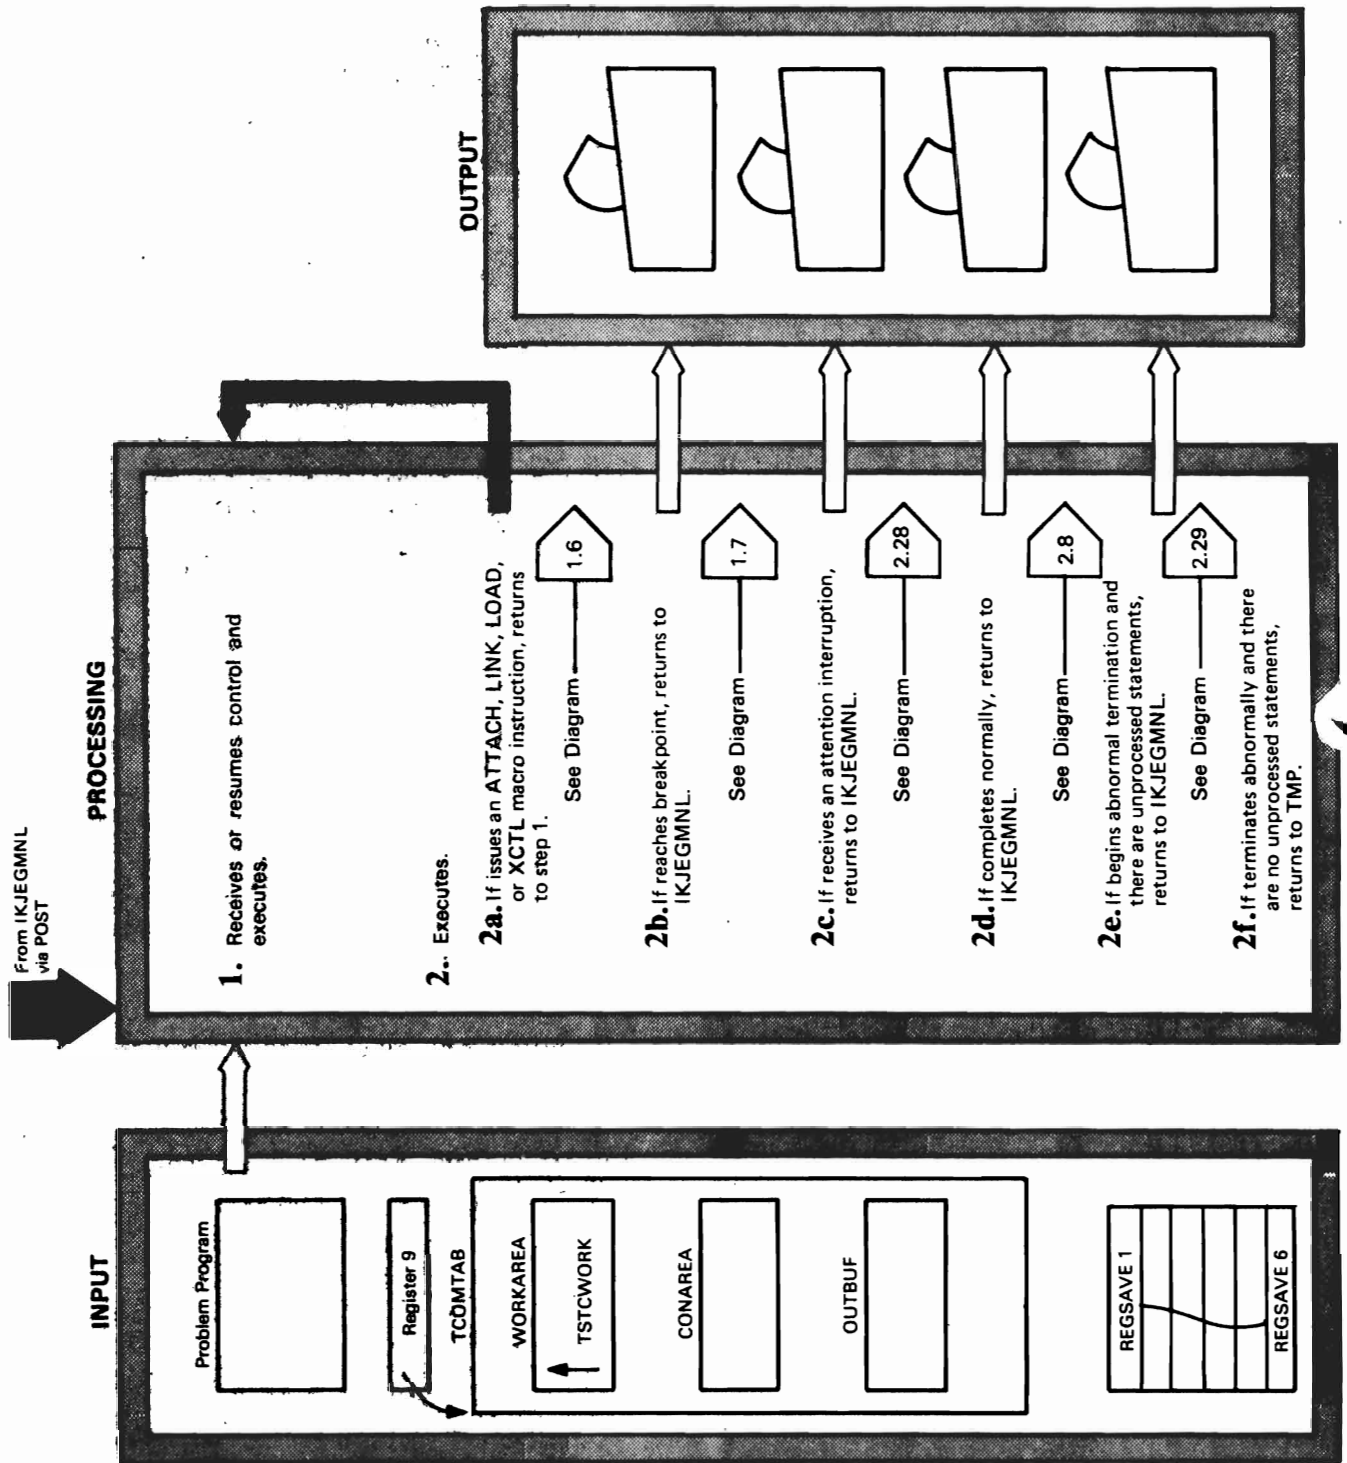 From IKJEGMNL
via POST
INPUT
PROCESSING
OUTPUT
Problem Program
Register 9
TCOMTAB
WORKAREA
TSTCWORK
CONAREA
OUTBUF
REGSAVE 1
REGSAVE 6
1. Receives or resumes control and
executes.
2. Executes.
2a. If issues an ATTACH, LINK, LOAD,
or XCTL macro instruction, returns
to step 1.
See Diagram 1.6
2b. If reaches breakpoint, returns to
IKJEGMNL.
See Diagram 1.7
2c. If receives an attention interruption,
returns to IKJEGMNL.
See Diagram 2.28
2d. If completes normally, returns to
IKJEGMNL.
See Diagram 2.8
2e. If begins abnormal termination and
there are unprocessed statements,
returns to IKJEGMNL.
See Diagram 2.29
2f. If terminates abnormally and there
are no unprocessed statements,
returns to TMP.